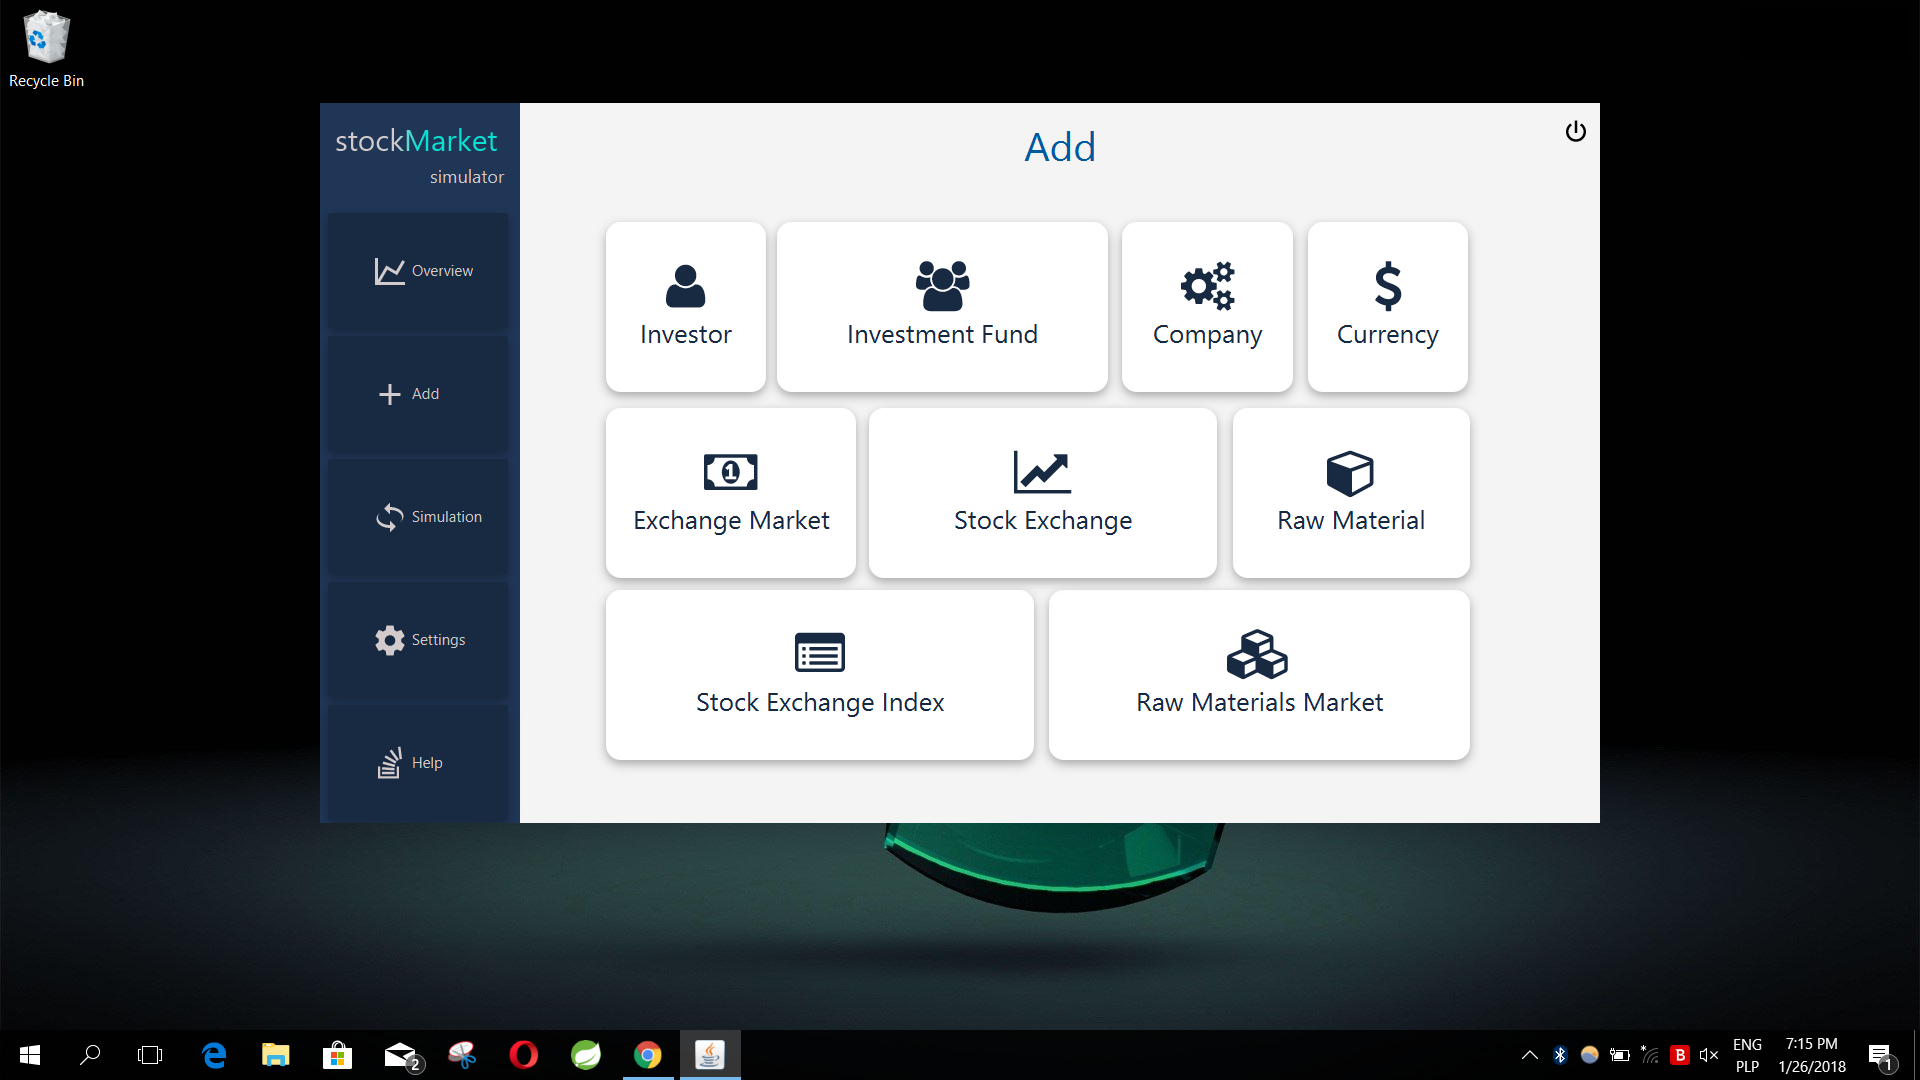 Recycle Bin
stockMarket
simulator
Overview
Add
Simulation
Settings
Help
Add
Investor
Investment Fund
Company
Currency
1
Exchange Market
Stock Exchange
Raw Material
Stock Exchange Index
Raw Materials Market
2
B
ENG
PLP
7:15 PM
1/26/2018
1